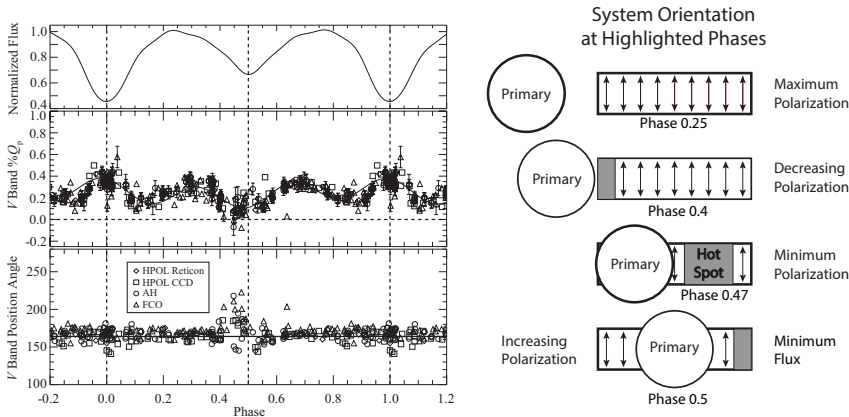 Normalized Flux
1.0
0.8
0.6
0.4
V Band %Qp
1.0
0.8
0.6
0.4
0.2
0.0
-0.2
V Band Position Angle
250
200
150
100
HPOL Reticon
HPOL CCD
AH
FCO
-0.2 0.0 0.2 0.4 0.6 0.8 1.0 1.2
Phase
System Orientation
at Highlighted Phases
Primary
Maximum
Polarization
Phase 0.25
Primary
Decreasing
Polarization
Phase 0.4
Primary
Hot
Spot
Minimum
Polarization
Phase 0.47
Increasing
Polarization
Primary
Minimum
Flux
Phase 0.5